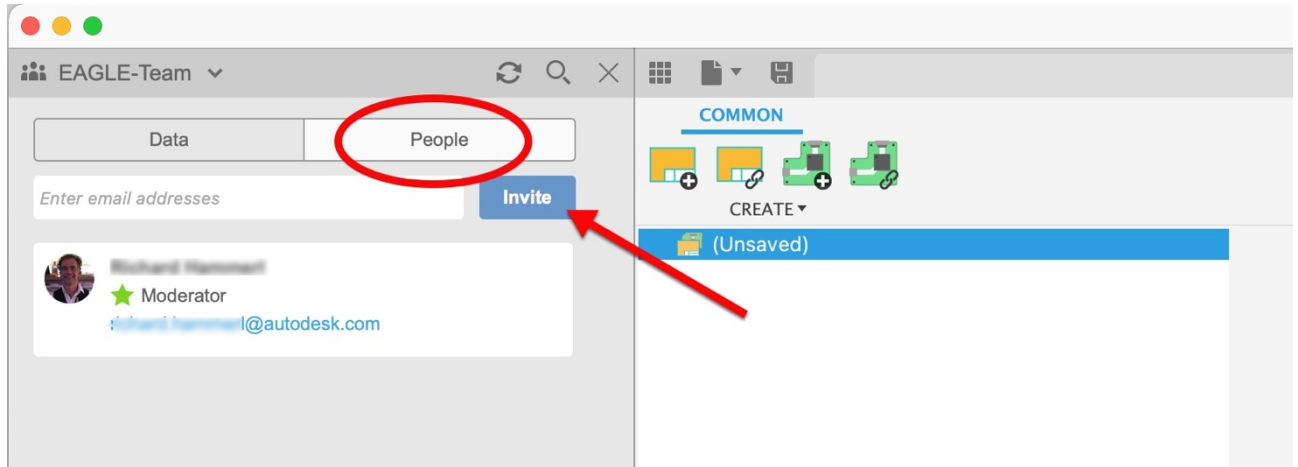 EAGLE-Team
Data People
COMMON
Enter email addresses Invite
CREATE
(Unsaved)
Moderator
@autodesk.com